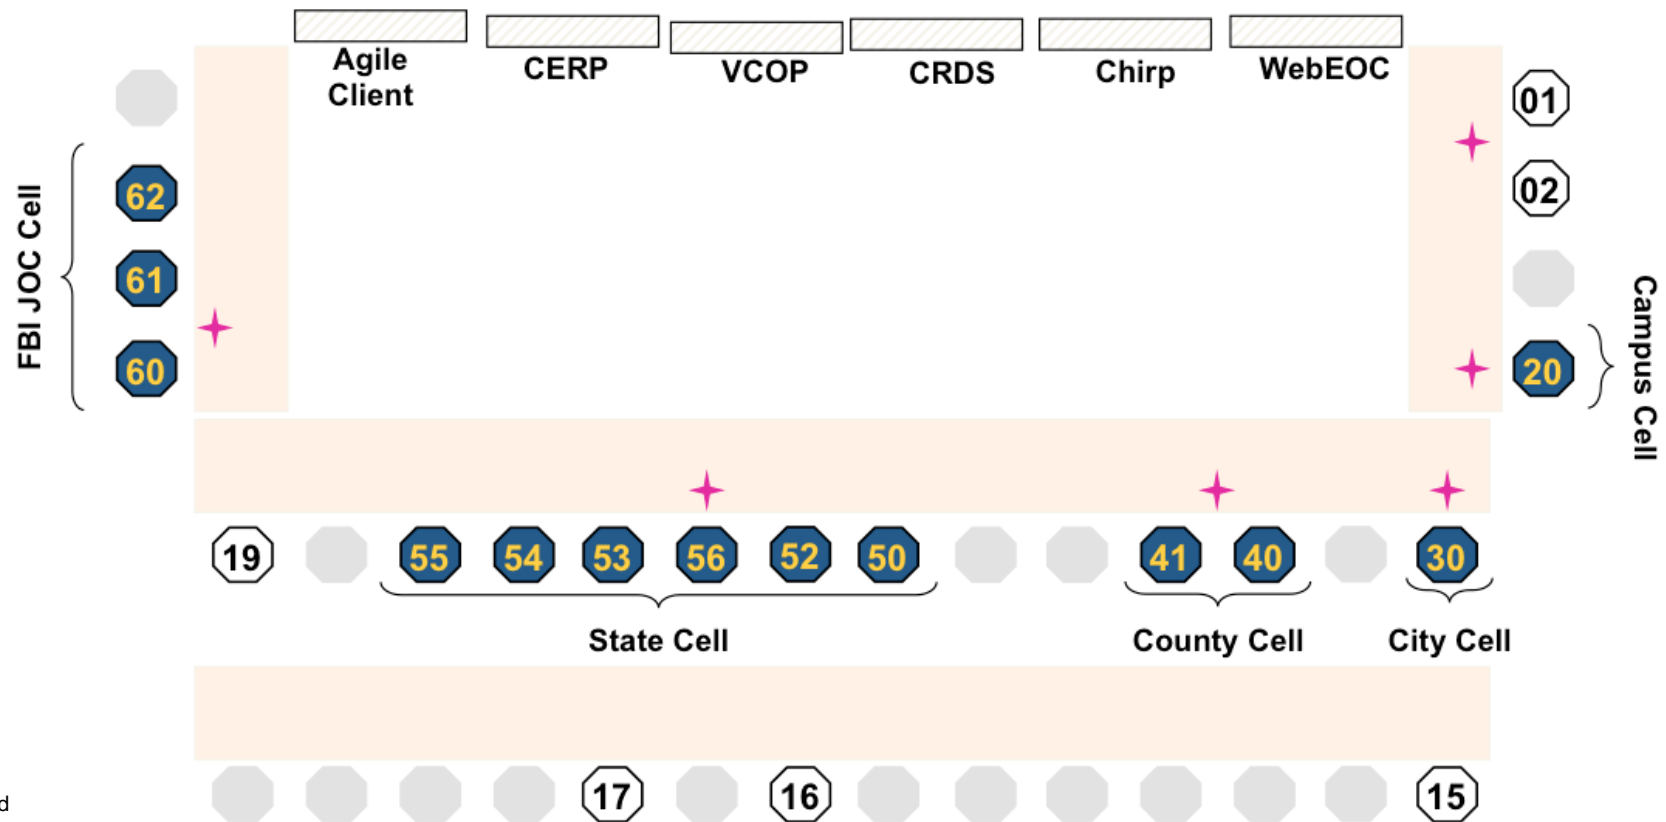 Agile
Client
CERP
VCOP
CRDS
Chirp
WebEOC
01
62
02
FBI JOC Cell
61
60
20
Campus Cell
19
55
54
53
56
52
50
41
40
30
State Cell
County Cell
City Cell
17
16
15
d